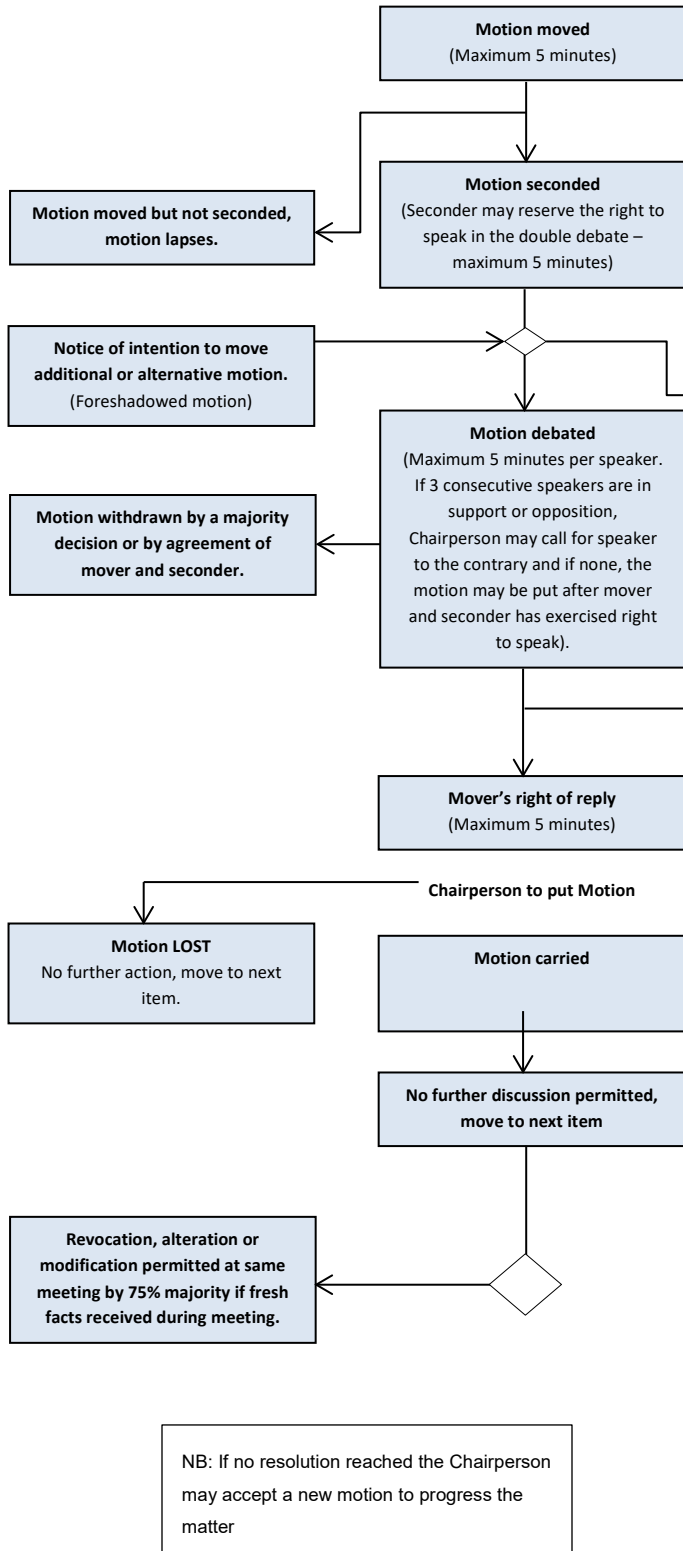 Motion moved
(Maximum 5 minutes)
Motion seconded
(Seconder may reserve the right to
speak in the double debate –
maximum 5 minutes)
Motion moved but not seconded,
motion lapses.
Notice of intention to move
additional or alternative motion.
(Foreshadowed motion)
Motion debated
(Maximum 5 minutes per speaker.
If 3 consecutive speakers are in
support or opposition,
Chairperson may call for speaker
to the contrary and if none, the
motion may be put after mover
and seconder has exercised right
to speak).
Motion withdrawn by a majority
decision or by agreement of
mover and seconder.
Mover’s right of reply
(Maximum 5 minutes)
Chairperson to put Motion
Motion LOST
No further action, move to next
item.
Motion carried
No further discussion permitted,
move to next item
Revocation, alteration or
modification permitted at same
meeting by 75% majority if fresh
facts received during meeting.
NB: If no resolution reached the Chairperson
may accept a new motion to progress the
matter